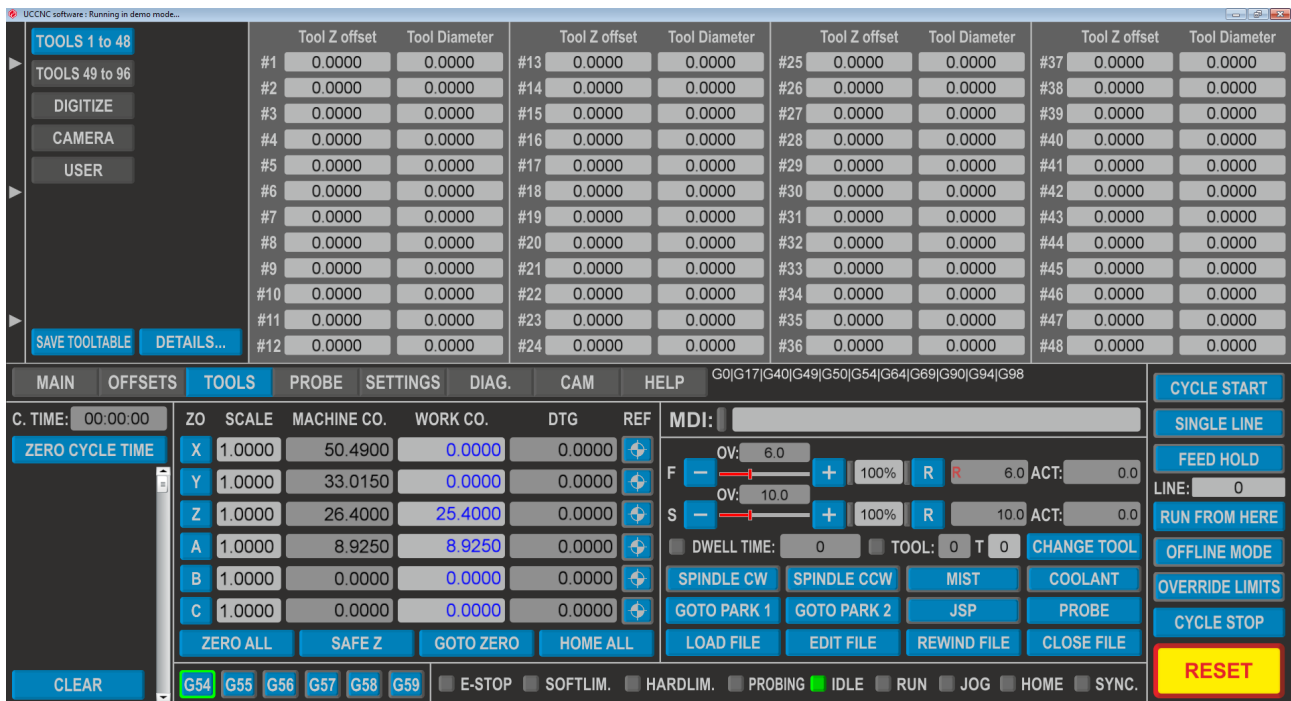 UCCNC software : Running in demo mode...
TOOLS 1 to 48
TOOLS 49 to 96
DIGITIZE
CAMERA
USER
SAVE TOOLTABLE DETAILS...
Tool Z offset Tool Diameter Tool Z offset Tool Diameter Tool Z offset Tool Diameter Tool Z offset Tool Diameter
#1 0.0000 0.0000 #13 0.0000 0.0000 #25 0.0000 0.0000 #37 0.0000 0.0000
#2 0.0000 0.0000 #14 0.0000 0.0000 #26 0.0000 0.0000 #38 0.0000 0.0000
#3 0.0000 0.0000 #15 0.0000 0.0000 #27 0.0000 0.0000 #39 0.0000 0.0000
#4 0.0000 0.0000 #16 0.0000 0.0000 #28 0.0000 0.0000 #40 0.0000 0.0000
#5 0.0000 0.0000 #17 0.0000 0.0000 #29 0.0000 0.0000 #41 0.0000 0.0000
#6 0.0000 0.0000 #18 0.0000 0.0000 #30 0.0000 0.0000 #42 0.0000 0.0000
#7 0.0000 0.0000 #19 0.0000 0.0000 #31 0.0000 0.0000 #43 0.0000 0.0000
#8 0.0000 0.0000 #20 0.0000 0.0000 #32 0.0000 0.0000 #44 0.0000 0.0000
#9 0.0000 0.0000 #21 0.0000 0.0000 #33 0.0000 0.0000 #45 0.0000 0.0000
#10 0.0000 0.0000 #22 0.0000 0.0000 #34 0.0000 0.0000 #46 0.0000 0.0000
#11 0.0000 0.0000 #23 0.0000 0.0000 #35 0.0000 0.0000 #47 0.0000 0.0000
#12 0.0000 0.0000 #24 0.0000 0.0000 #36 0.0000 0.0000 #48 0.0000 0.0000
MAIN OFFSETS TOOLS PROBE SETTINGS DIAG. CAM HELP
G0|G17|G40|G49|G50|G54|G64|G69|G90|G94|G98
C. TIME: 00:00:00
ZERO CYCLE TIME
CLEAR
ZO SCALE MACHINE CO. WORK CO. DTG REF
X 1.0000 50.4900 0.0000 0.0000
Y 1.0000 33.0150 0.0000 0.0000
Z 1.0000 26.4000 25.4000 0.0000
A 1.0000 8.9250 8.9250 0.0000
B 1.0000 0.0000 0.0000 0.0000
C 1.0000 0.0000 0.0000 0.0000
ZERO ALL SAFE Z GOTO ZERO HOME ALL
MDI:
OV: 6.0
F − + 100% R R 6.0 ACT: 0.0
OV: 10.0
S − + 100% R 10.0 ACT: 0.0
DWELL TIME: 0 TOOL: 0 T 0 CHANGE TOOL
SPINDLE CW SPINDLE CCW MIST COOLANT
GOTO PARK 1 GOTO PARK 2 JSP PROBE
LOAD FILE EDIT FILE REWIND FILE CLOSE FILE
G54 G55 G56 G57 G58 G59 E-STOP SOFTLIM. HARDLIM. PROBING IDLE RUN JOG HOME SYNC.
CYCLE START
SINGLE LINE
FEED HOLD
LINE: 0
RUN FROM HERE
OFFLINE MODE
OVERRIDE LIMITS
CYCLE STOP
RESET